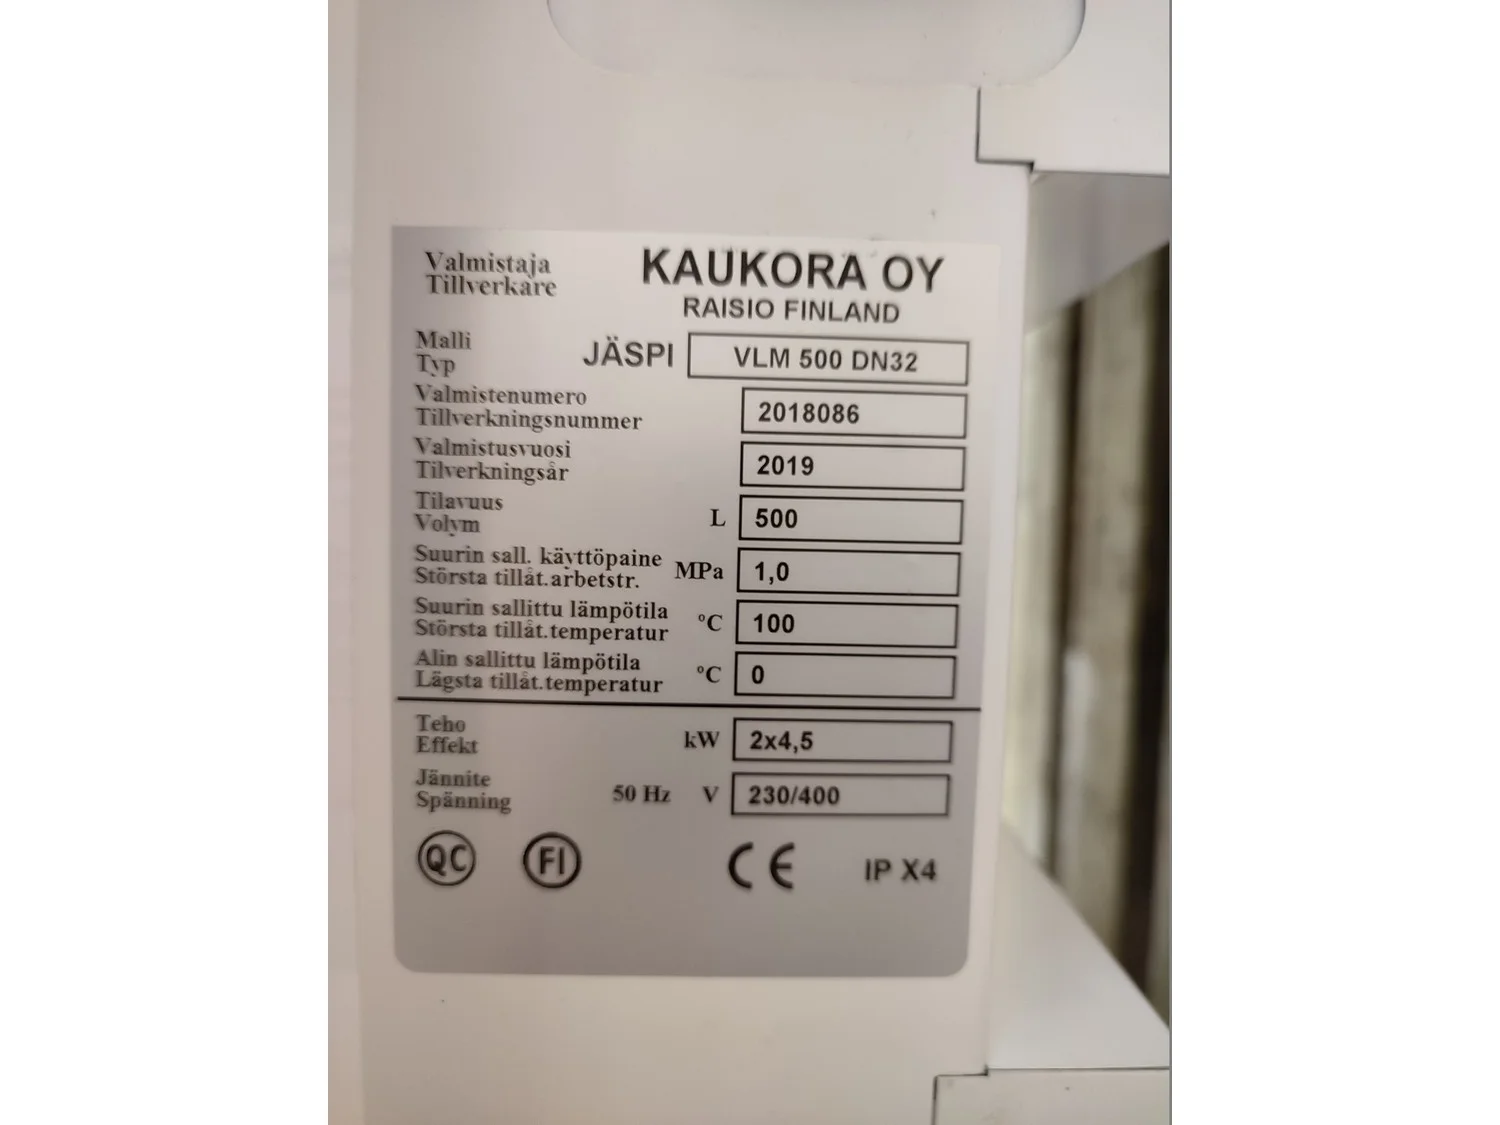 Valmistaja
Tillverkare
KAUKORA OY
RAISIO FINLAND
Malli
Typ
JÄSPI
VLM 500 DN32
Valmistenumero
Tillverkningsnummer
2018086
Valmistusvuosi
Tilverkningsår
2019
Tilavuus
Volym
L
500
Suurin sall. käyttöpaine
Största tillåt.arbetstr.
MPa
1,0
Suurin sallittu lämpötila
Största tillåt.temperatur
°C
100
Alin sallittu lämpötila
Lägsta tillåt.temperatur
°C
0
Teho
Effekt
kW
2x4,5
Jännite
Spänning
50 Hz V
230/400
QC FI CE IP X4